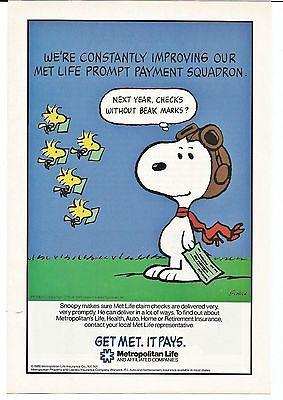 WE'RE CONSTANTLY IMPROVING OUR
MET LIFE PROMPT PAYMENT SQUADRON.
NEXT YEAR, CHECKS
WITHOUT BEAK MARKS?
Snoopy makes sure Met Life claim checks are delivered very,
very promptly. He can deliver in a lot of ways. To find out about
Metropolitan's Life, Health, Auto, Home or Retirement Insurance,
contact your local Met Life representative.
GET MET. IT PAYS.
Metropolitan Life
AND AFFILIATED COMPANIES